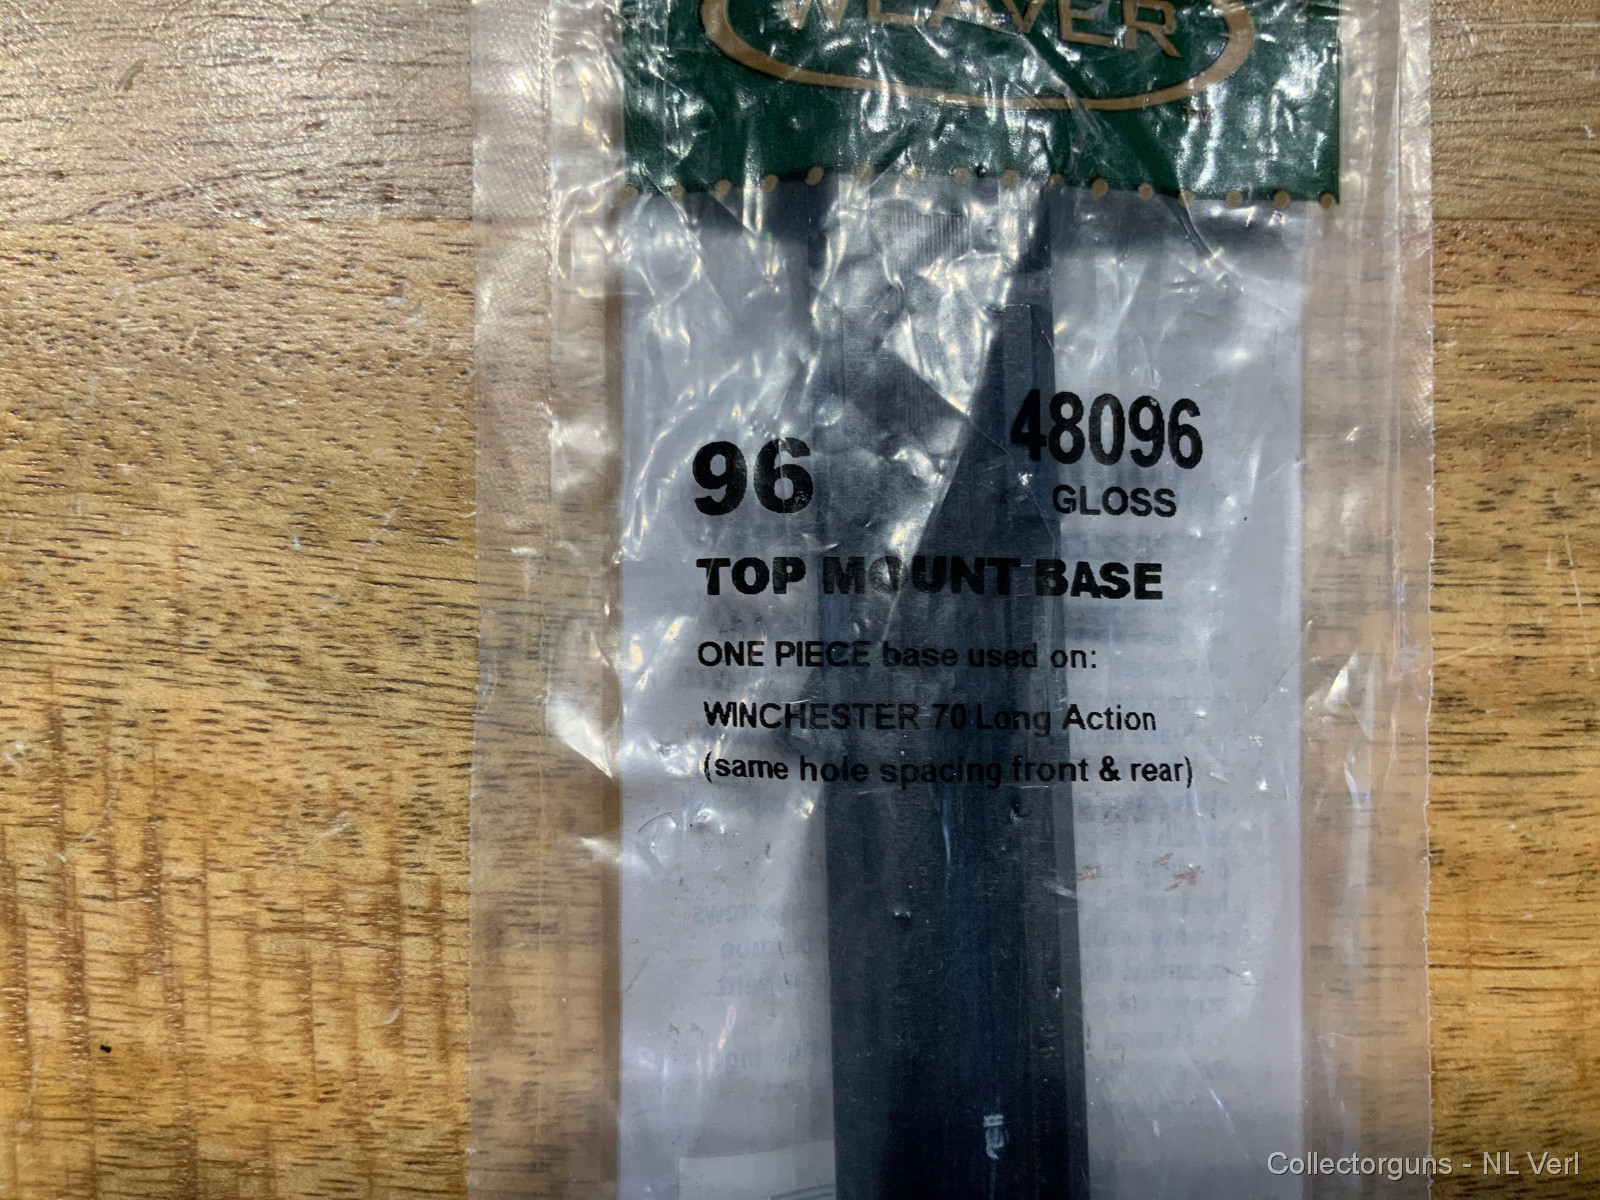 WEAVER
48096
96
GLOSS
TOP MOUNT BASE
ONE PIECE base used on:
WINCHESTER 70 Long Action
(same hole spacing front & rear)
Collectorguns - NL Verl